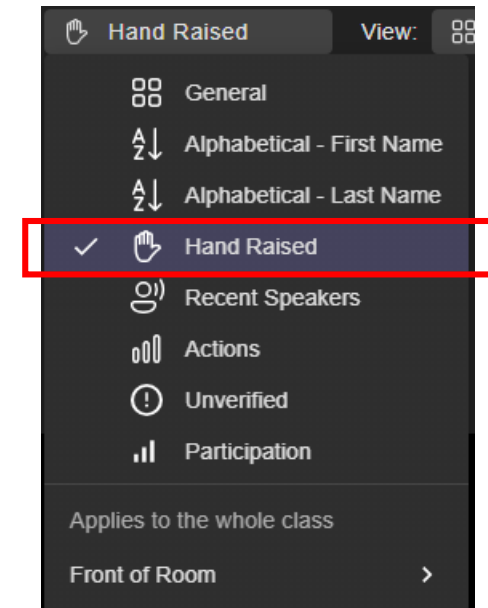 Hand Raised View:
General
Alphabetical - First Name
Alphabetical - Last Name
Hand Raised
Recent Speakers
Actions
Unverified
Participation
Applies to the whole class
Front of Room